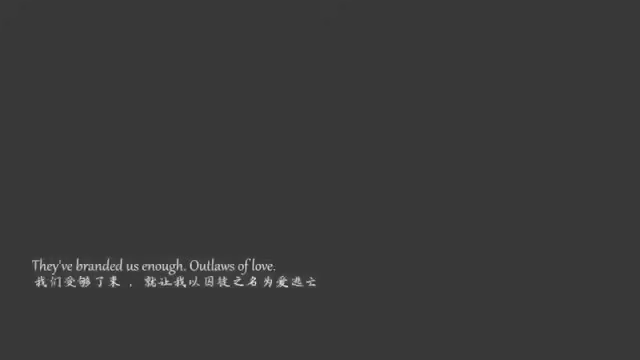 They've branded us enough. Outlaws of love.
我们受够了来，就让我以囚徒之名为爱逃亡